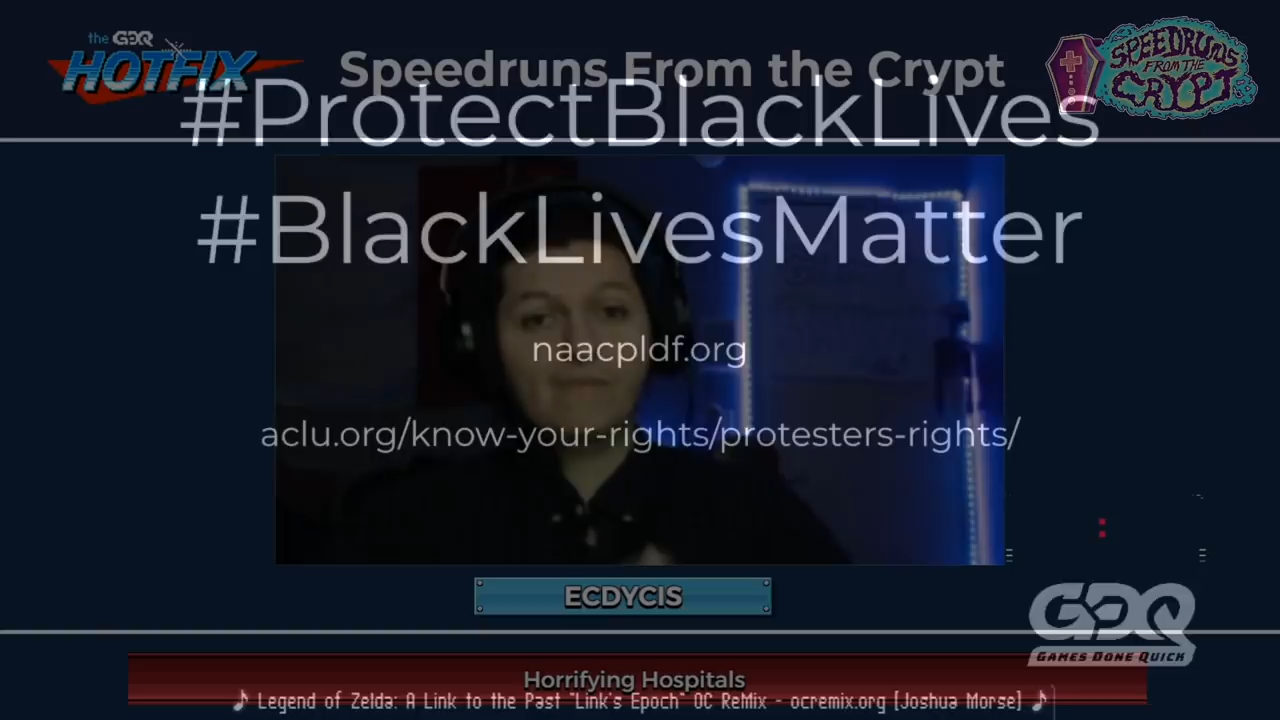 the GDQ
HOTFIX
Speedruns From the Crypt
SPEEDRUNS
FROM THE
CRYPT
#ProtectBlackLives
#BlackLivesMatter
naacpldf.org
aclu.org/know-your-rights/protesters-rights/
ECDYCIS
GDQ
GAMES DONE QUICK
Horrifying Hospitals
♪ Legend of Zelda: A Link to the Past "Link's Epoch" OC ReMix - ocremix.org [Joshua Morse] ♪